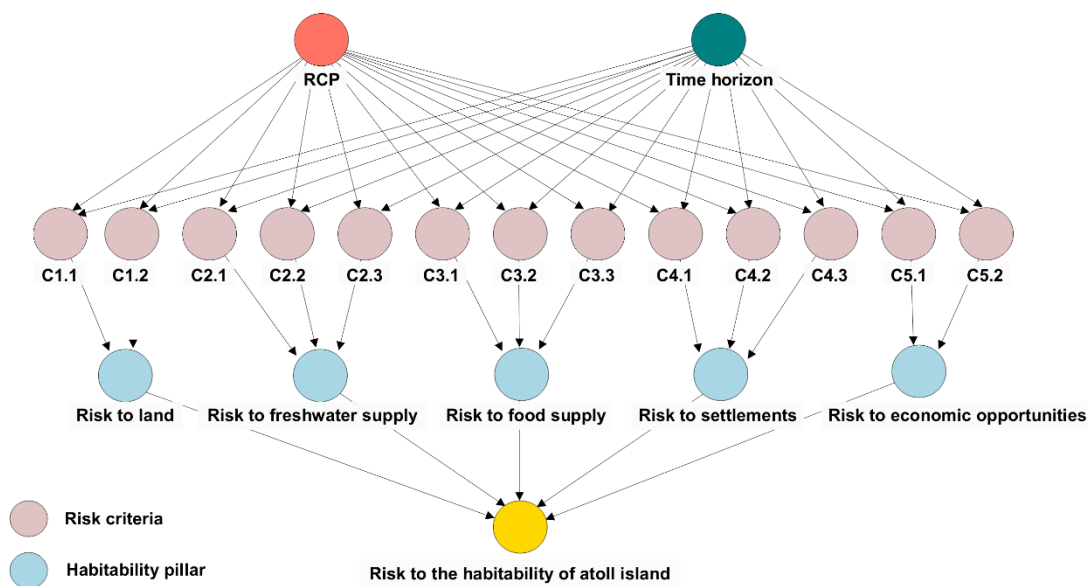 RCP
Time horizon
C1.1
C1.2
C2.1
C2.2
C2.3
C3.1
C3.2
C3.3
C4.1
C4.2
C4.3
C5.1
C5.2
Risk to land
Risk to freshwater supply
Risk to food supply
Risk to settlements
Risk to economic opportunities
Risk criteria
Habitability pillar
Risk to the habitability of atoll island